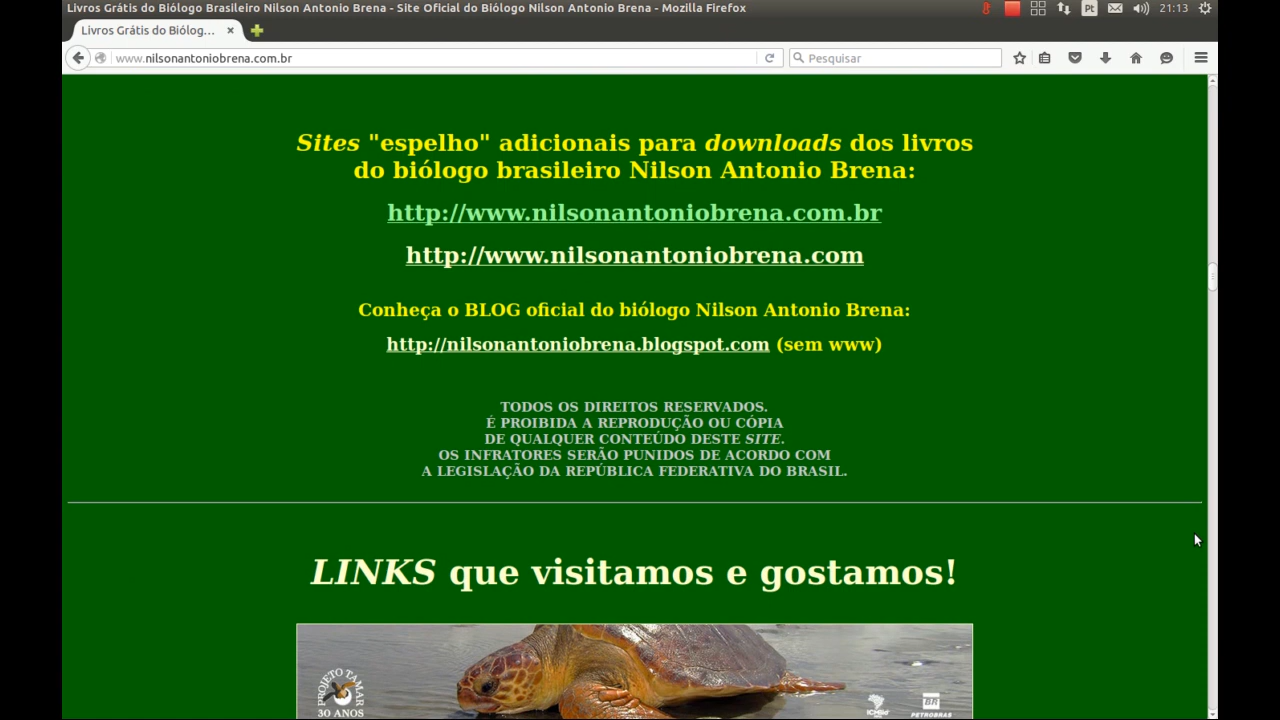 Livros Grátis do Biólogo Brasileiro Nilson Antonio Brena - Site Oficial do Biólogo Nilson Antonio Brena - Mozilla Firefox
Pt
21:13
Livros Grátis do Biólog...
www.nilsonantoniobrena.com.br
Pesquisar
Sites "espelho" adicionais para downloads dos livros
do biólogo brasileiro Nilson Antonio Brena:
http://www.nilsonantoniobrena.com.br
http://www.nilsonantoniobrena.com
Conheça o BLOG oficial do biólogo Nilson Antonio Brena:
http://nilsonantoniobrena.blogspot.com (sem www)
TODOS OS DIREITOS RESERVADOS.
É PROIBIDA A REPRODUÇÃO OU CÓPIA
DE QUALQUER CONTEÚDO DESTE SITE.
OS INFRATORES SERÃO PUNIDOS DE ACORDO COM
A LEGISLAÇÃO DA REPÚBLICA FEDERATIVA DO BRASIL.
LINKS que visitamos e gostamos!
PROJETO TAMAR
30 ANOS
BR
PETROBRAS